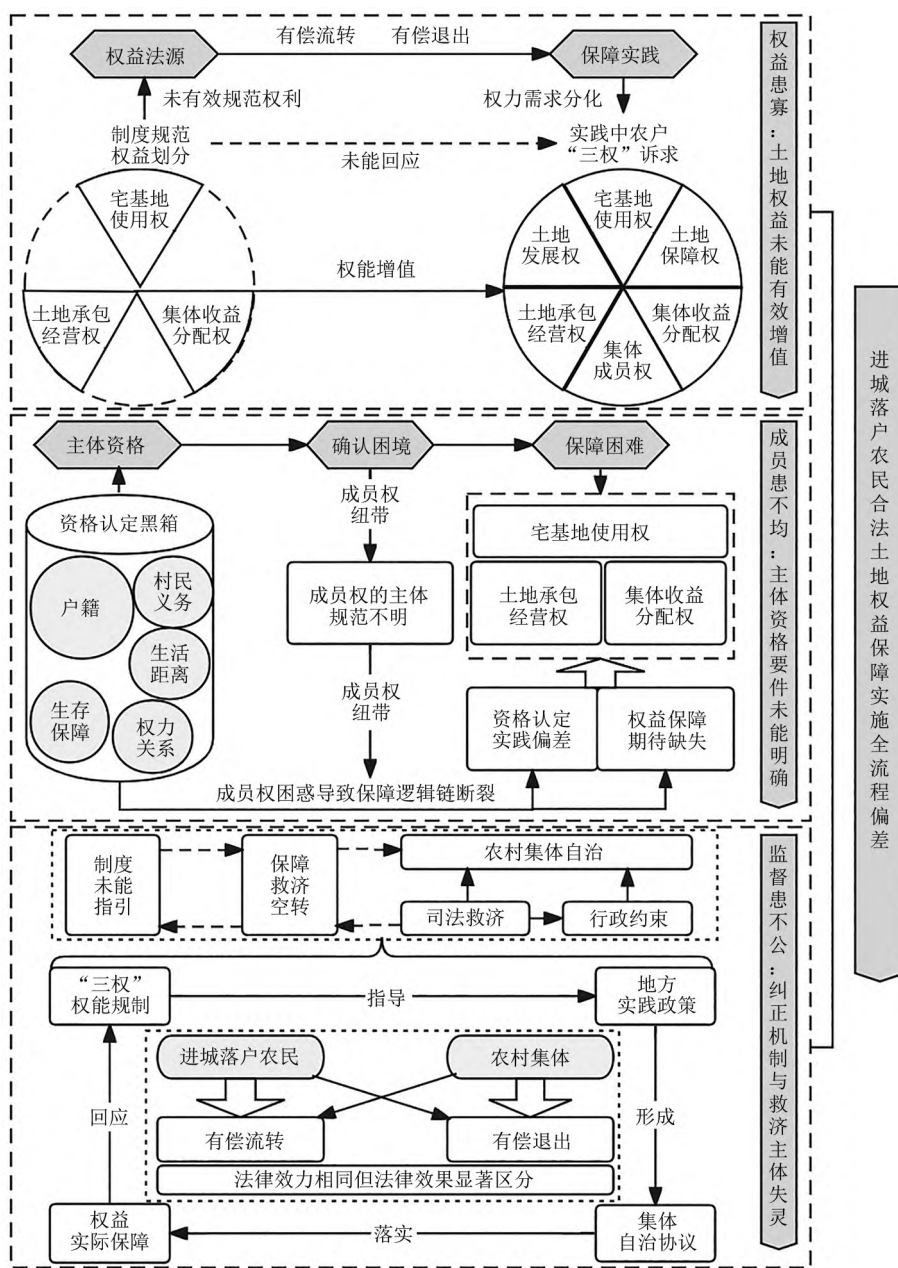 有偿流转 有偿退出
权益法源
保障实践
未有效规范权利
权力需求分化
制度规范
权益划分
未能回应
实践中农户
“三权”诉求
宅基地
使用权
土地承包
经营权
集体收益
分配权
权能增值
宅基地
使用权
土地
发展权
土地
保障权
土地承包
经营权
集体收益
分配权
集体
成员权
权益患寡：土地权益未能有效增值
主体资格
确认困境
保障困难
资格认定黑箱
户籍
村民
义务
生活
距离
生存
保障
权力
关系
成员权
纽带
成员权的主体
规范不明
成员权
纽带
宅基地使用权
土地承包
经营权
集体收益
分配权
资格认定
实践偏差
权益保障
期待缺失
成员权困惑导致保障逻辑链断裂
成员患不均：主体资格要件未能明确
制度
未能
指引
保障
救济
空转
农村集体自治
司法救济
行政约束
“三权”
权能规制
指导
地方
实践政策
进城落户农民
农村集体
回应
形成
有偿流转
有偿退出
法律效力相同但法律效果显著区分
权益
实际保障
落实
集体
自治协议
监督患不公：纠正机制与救济主体失灵
进城落户农民合法土地权益保障实施全流程偏差